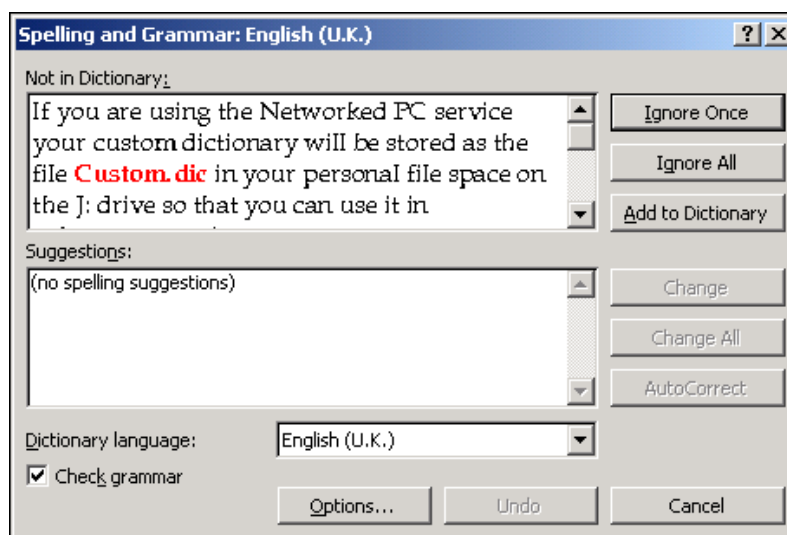 Spelling and Grammar: English (U.K.)
Not in Dictionary:
If you are using the Networked PC service
your custom dictionary will be stored as the
file Custom.dic in your personal file space on
the J: drive so that you can use it in
Ignore Once
Ignore All
Add to Dictionary
Suggestions:
(no spelling suggestions)
Change
Change All
AutoCorrect
Dictionary language:
English (U.K.)
Check grammar
Options...
Undo
Cancel